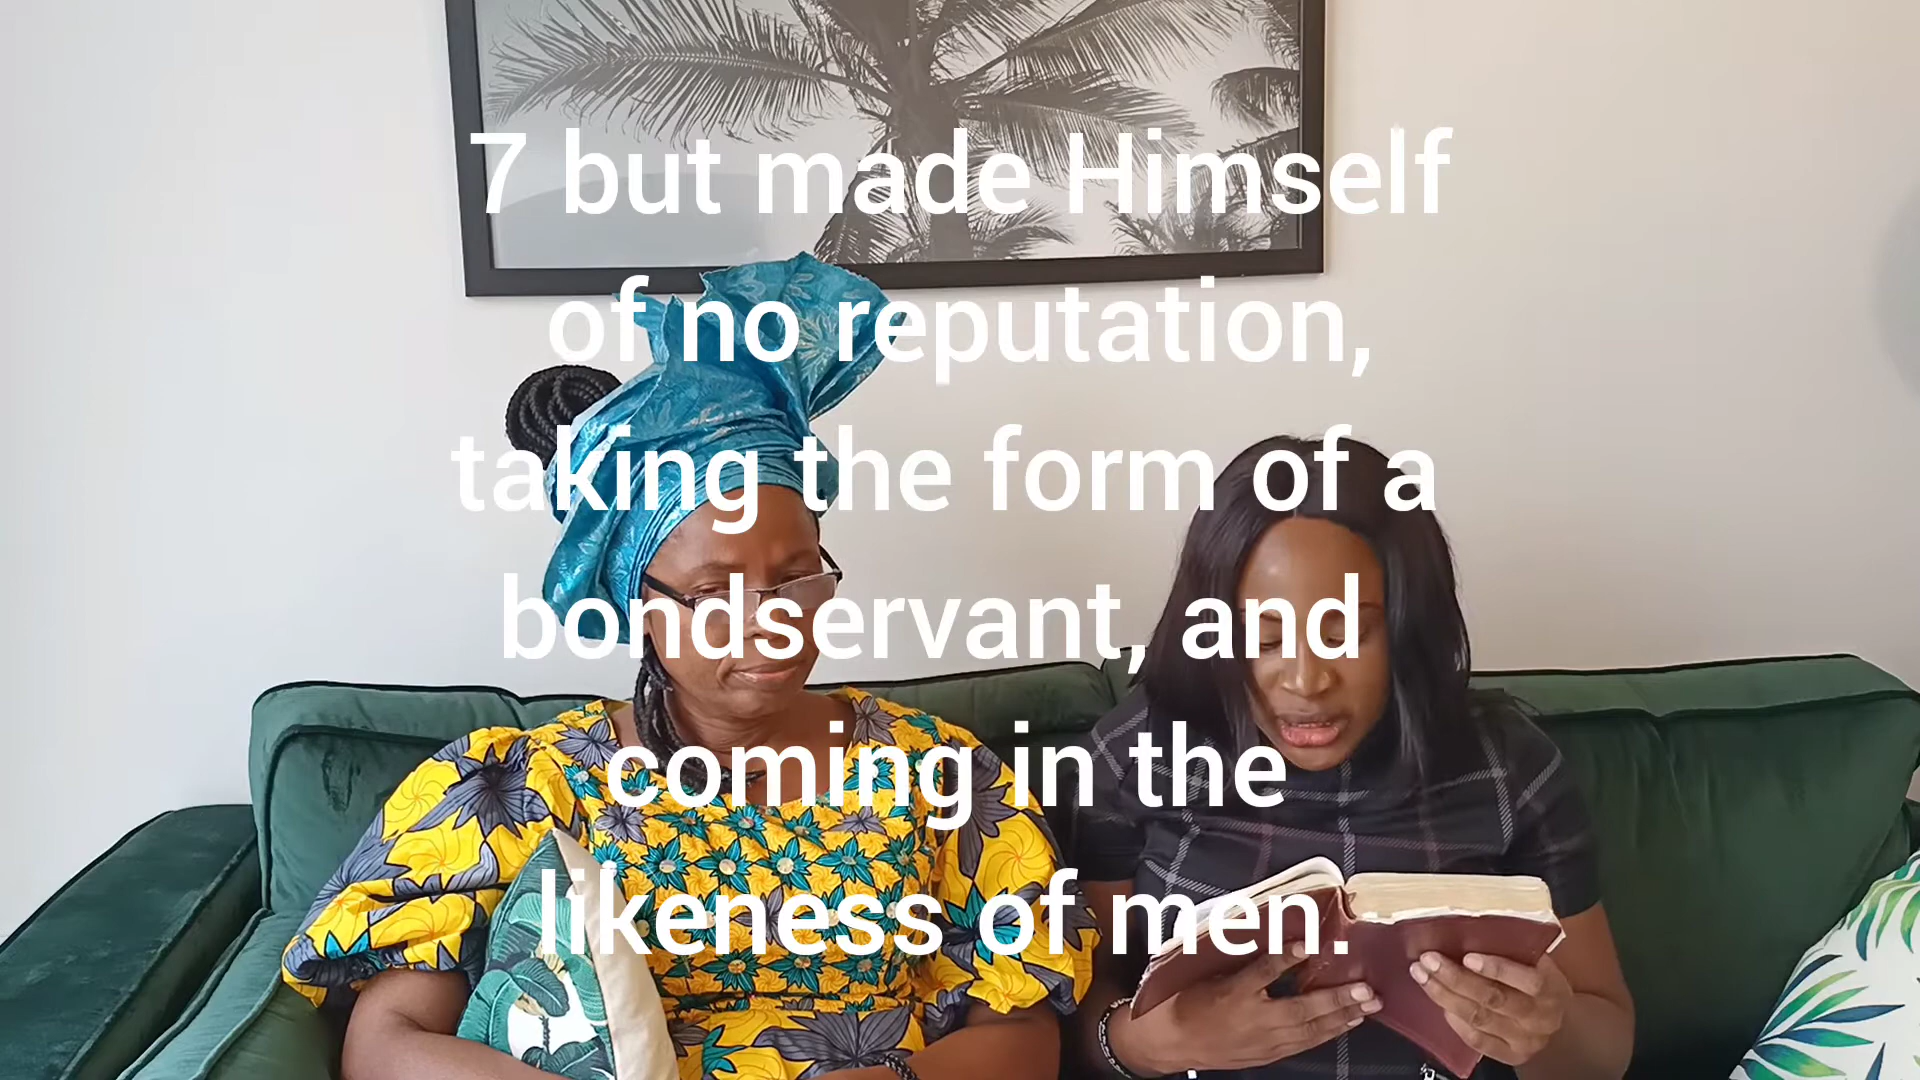 7 but made Himself
of no reputation,
taking the form of a
bondservant, and
coming in the
likeness of men.